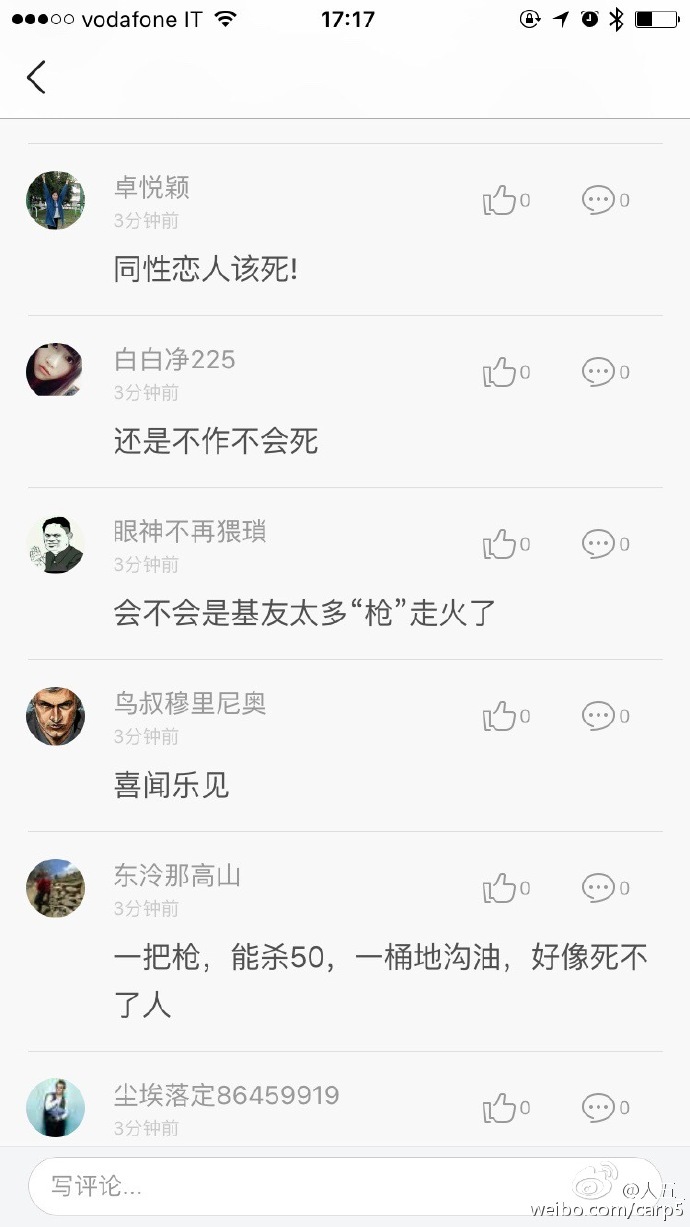 vodafone IT
17:17
卓悦颖
0
0
3分钟前
同性恋人该死!
白白净225
0
0
3分钟前
还是不作不会死
眼神不再猥琐
0
0
3分钟前
会不会是基友太多“枪”走火了
鸟叔穆里尼奥
0
0
3分钟前
喜闻乐见
东泠那高山
0
0
3分钟前
一把枪，能杀50，一桶地沟油，好像死不
了人
尘埃落定86459919
0
0
3分钟前
写评论...
weibo.com/carp5